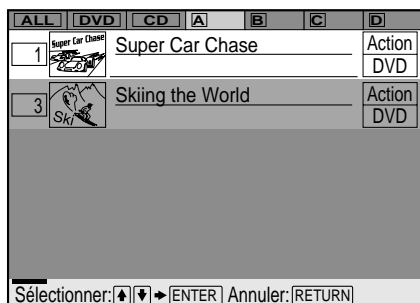 ALL DVD CD A B C D
1 Super Car Chase Super Car Chase Action
DVD
3 Ski Skiing the World Action
DVD
Sélectionner: ENTER Annuler: RETURN